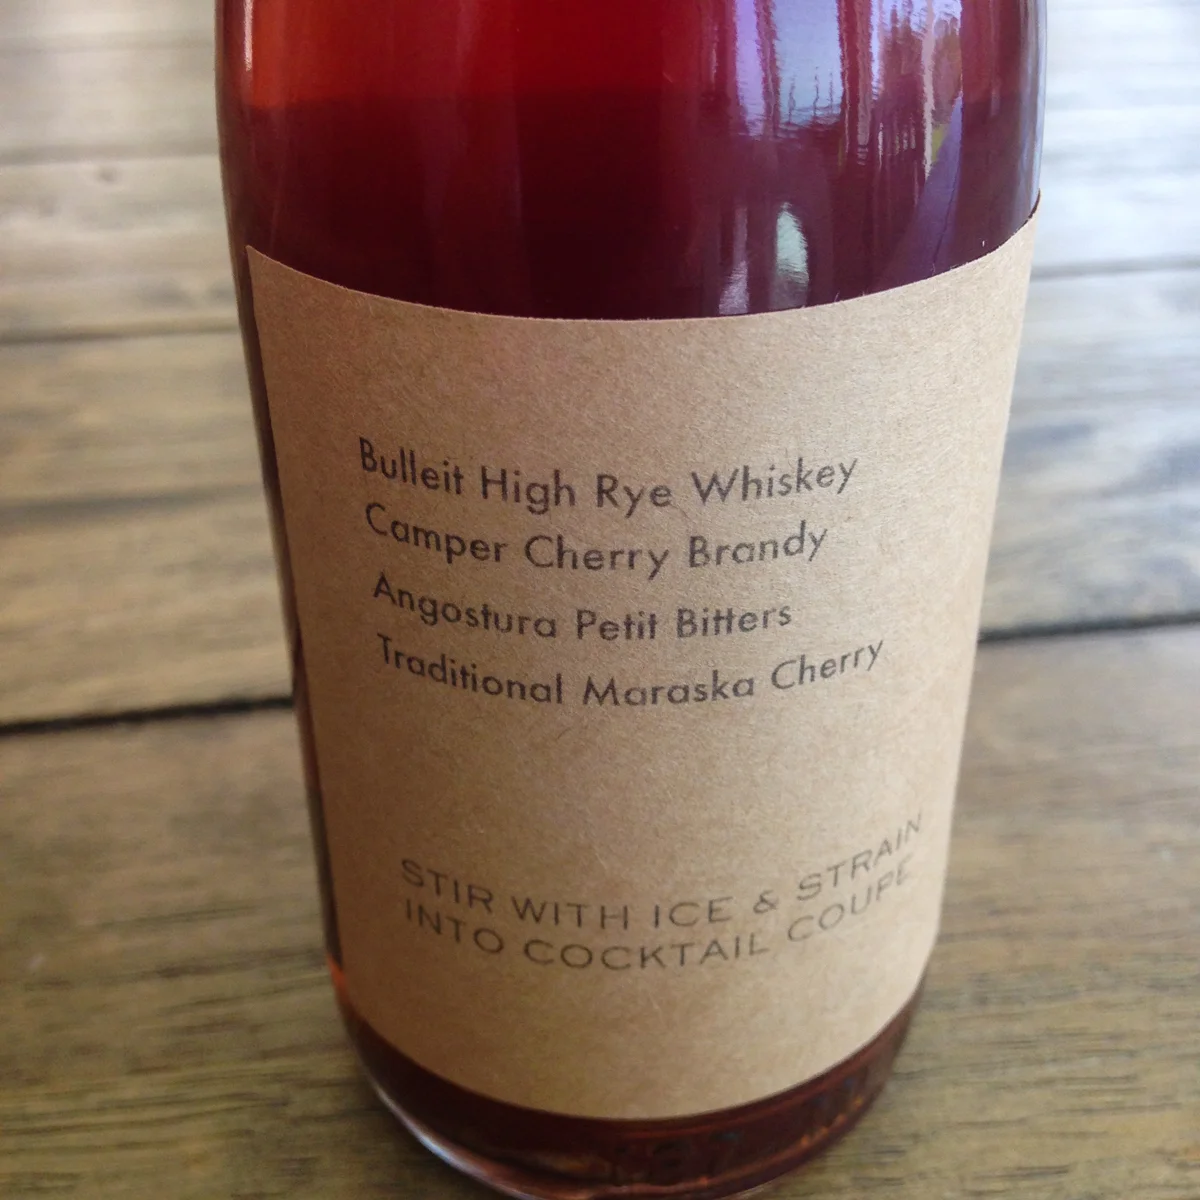 Bulleit High Rye Whiskey
Camper Cherry Brandy
Angostura Petit Bitters
Traditional Maraska Cherry
STIR WITH ICE & STRAIN
INTO COCKTAIL COUPE